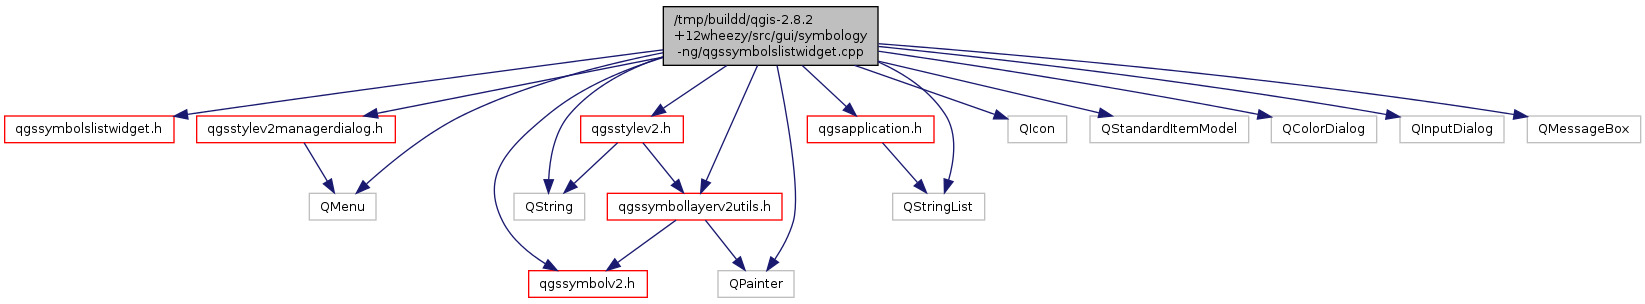 /tmp/buildd/qgis-2.8.2
+12wheezy/src/gui/symbology
-ng/qgssymbolslistwidget.cpp
qgssymbolslistwidget.h
qgsstylev2managerdialog.h
qgsstylev2.h
qgsapplication.h
QIcon
QStandardItemModel
QColorDialog
QInputDialog
QMessageBox
QMenu
QString
qgssymbollayerv2utils.h
QStringList
qgssymbolv2.h
QPainter